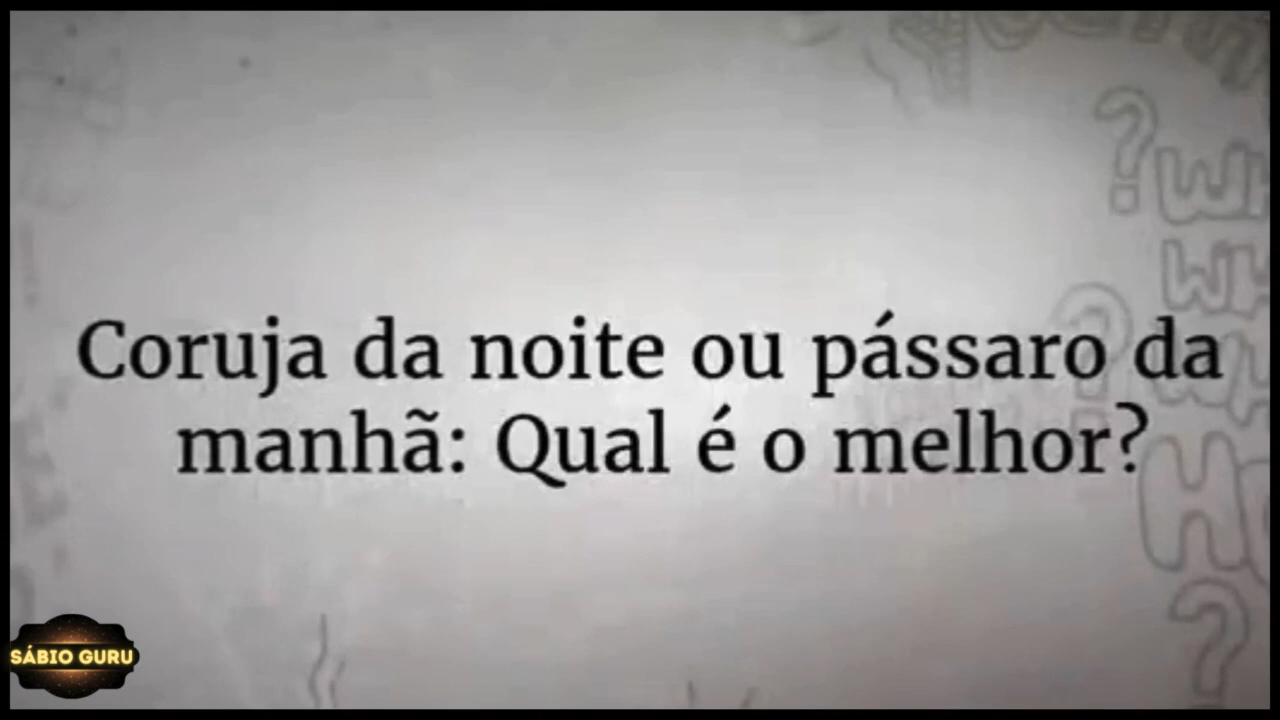 Coruja da noite ou pássaro da
manhã: Qual é o melhor?
SÁBIO GURU